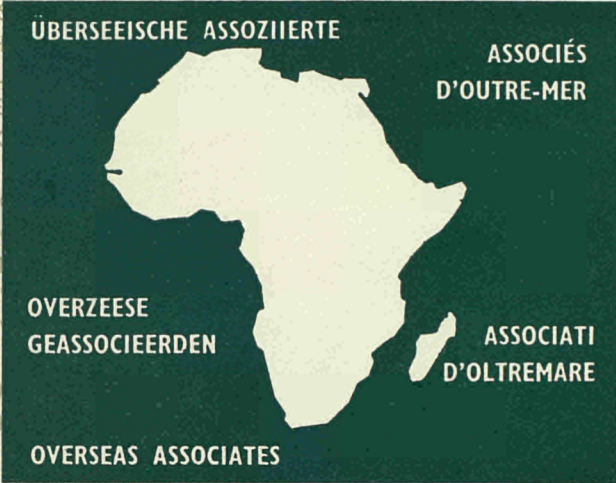 ÜBERSEEISCHE ASSOZIIERTE
ASSOCIÉS
D'OUTRE-MER
OVERZEESE
GEASSOCIEERDEN
ASSOCIATI
D'OLTREMARE
OVERSEAS ASSOCIATES